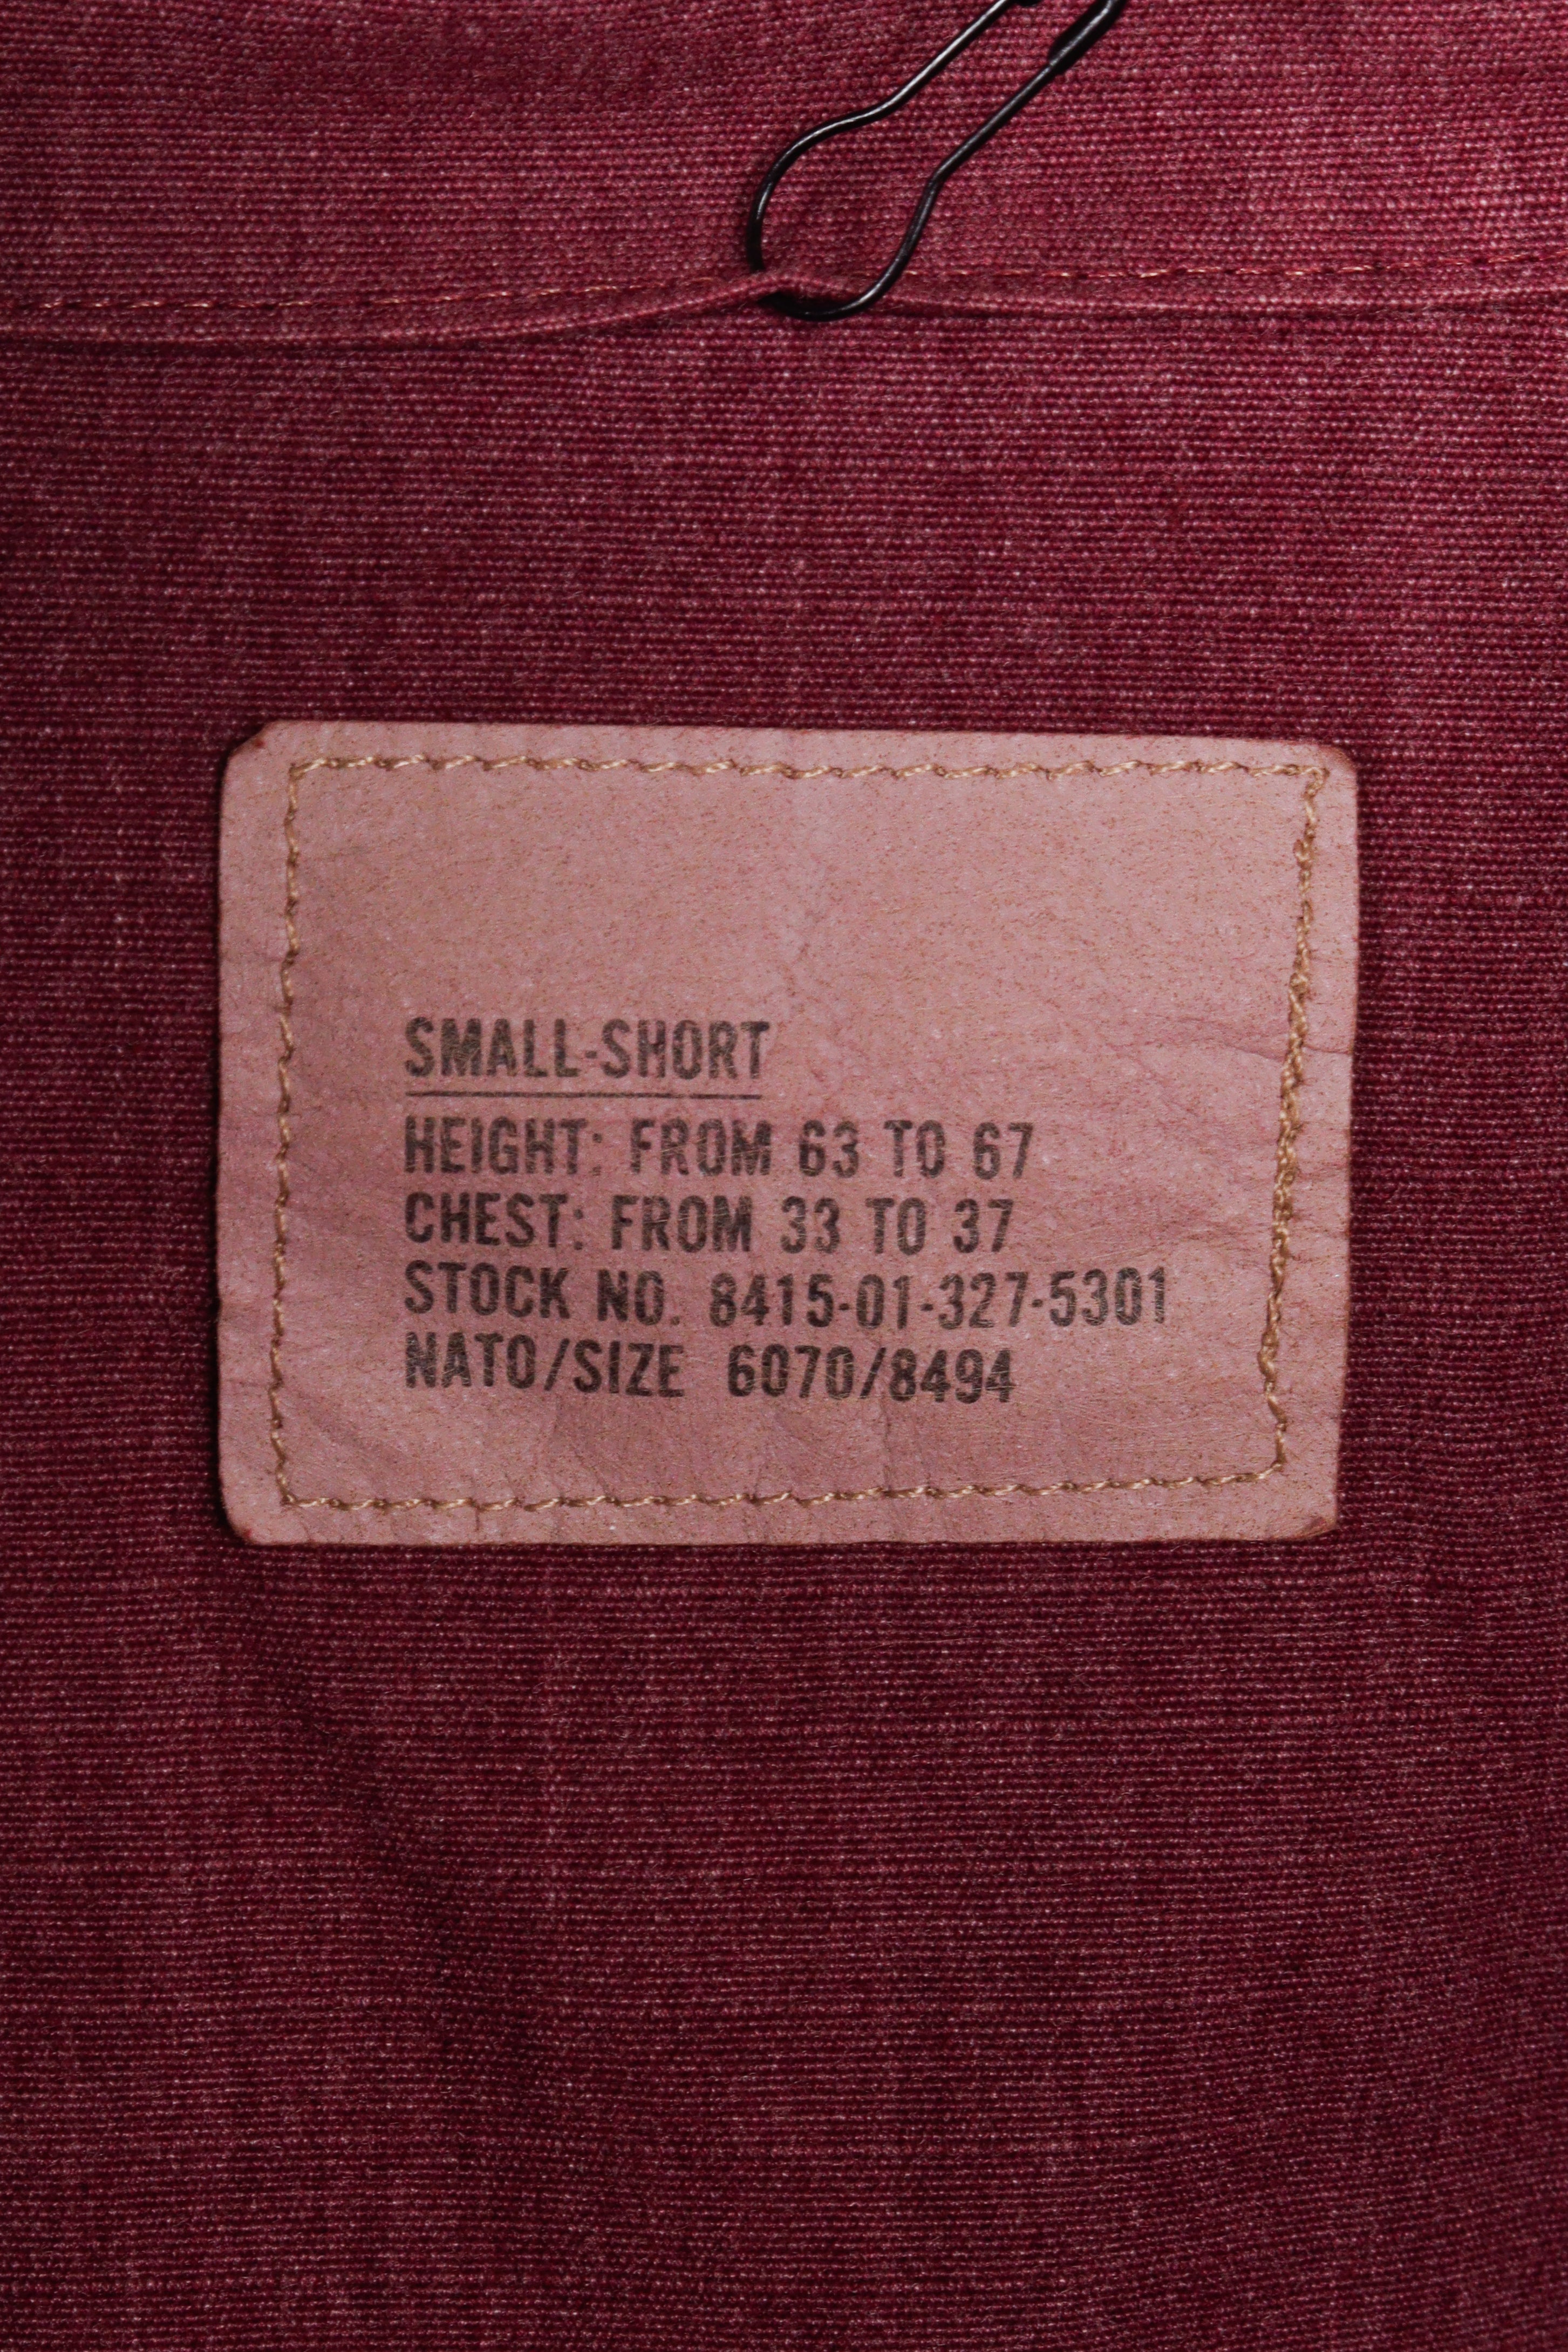 SMALL-SHORT
HEIGHT: FROM 63 TO 67
CHEST: FROM 33 TO 37
STOCK NO. 8415-01-327-5301
NATO/SIZE 6070/8494